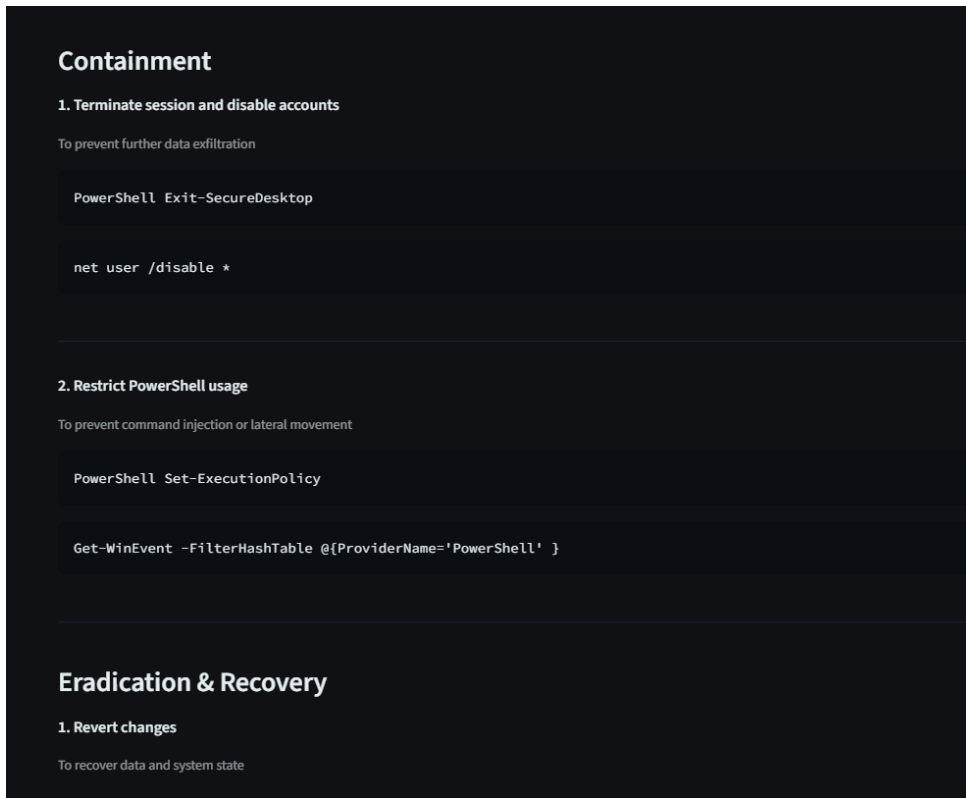 Containment
1. Terminate session and disable accounts
To prevent further data exfiltration
PowerShell Exit-SecureDesktop
net user /disable *
2. Restrict PowerShell usage
To prevent command injection or lateral movement
PowerShell Set-ExecutionPolicy
Get-WinEvent -FilterHashTable @{ProviderName='PowerShell' }
Eradication & Recovery
1. Revert changes
To recover data and system state